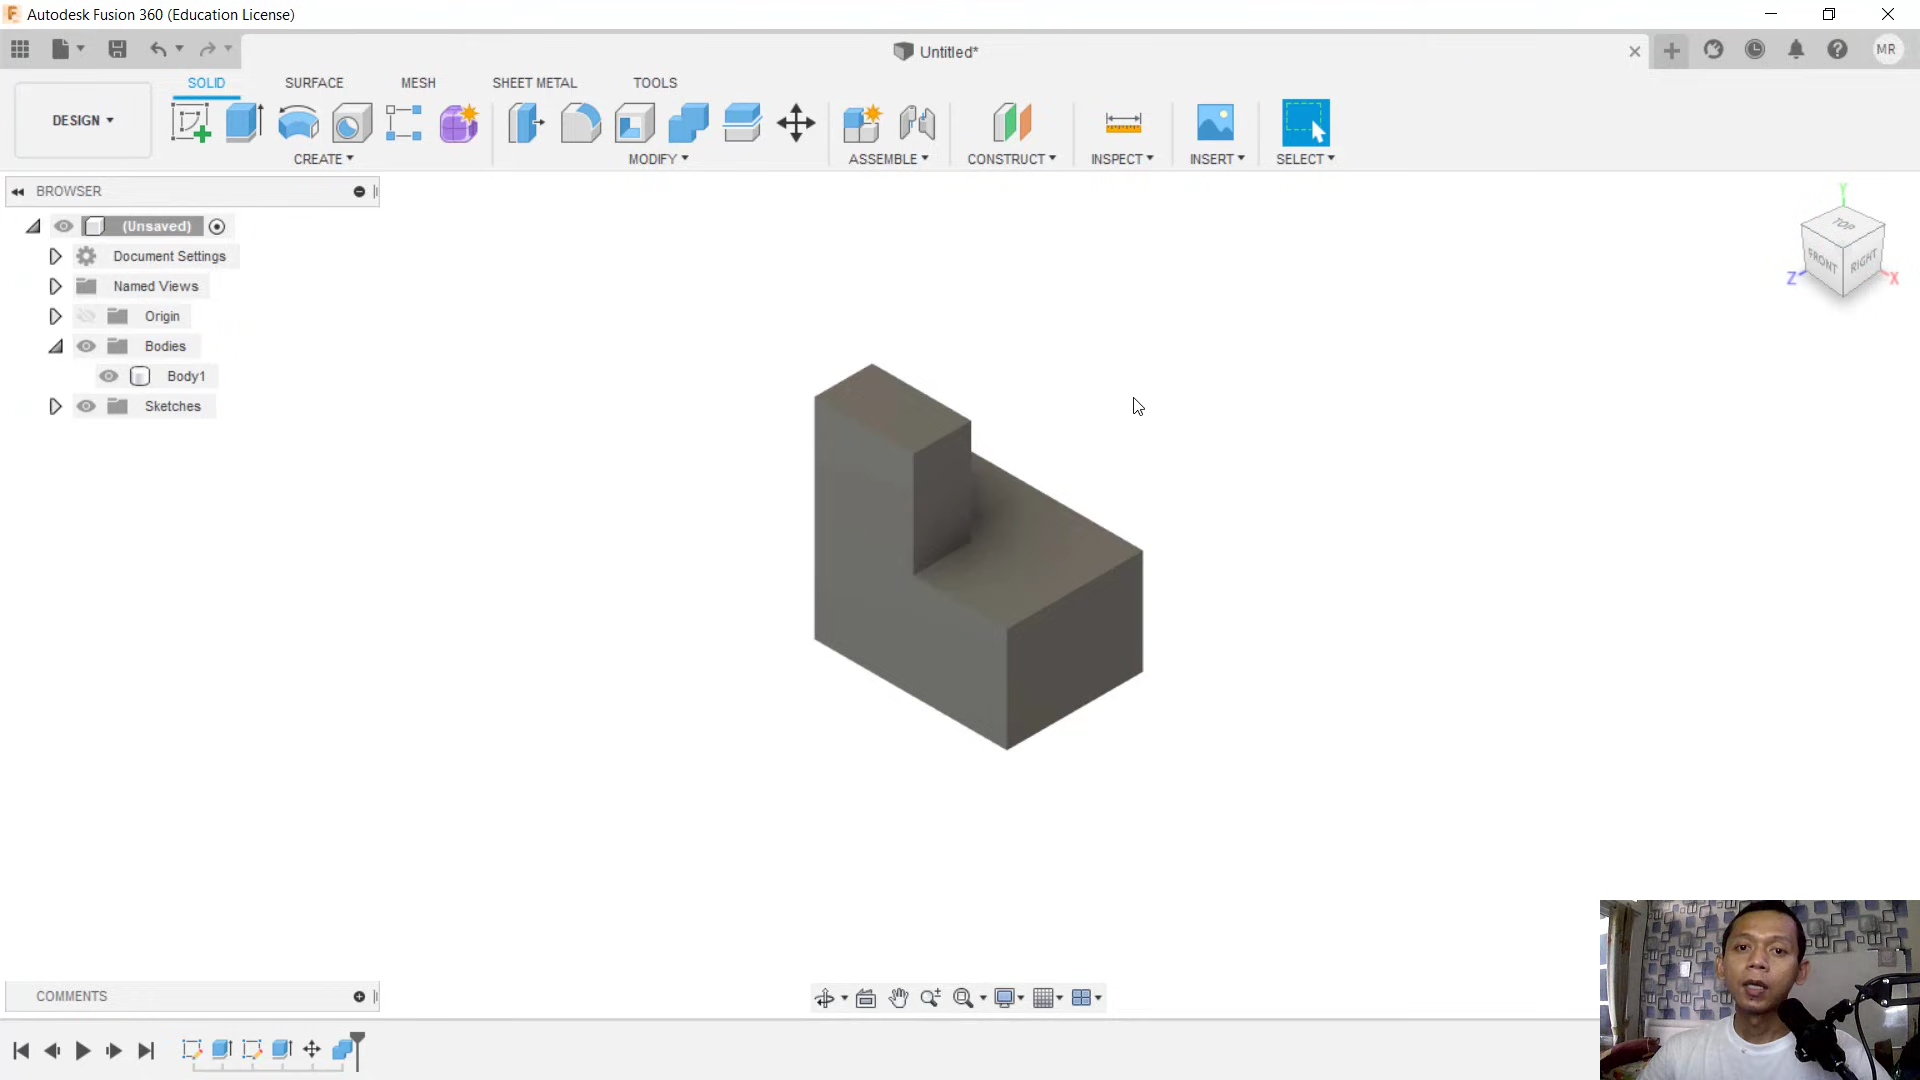 Autodesk Fusion 360 (Education License)
Untitled*
MR
SOLID SURFACE MESH SHEET METAL TOOLS
DESIGN
CREATE MODIFY ASSEMBLE CONSTRUCT INSPECT INSERT SELECT
BROWSER
(Unsaved)
Document Settings
Named Views
Origin
Bodies
Body1
Sketches
Y
TOP
FRONT RIGHT
Z X
COMMENTS